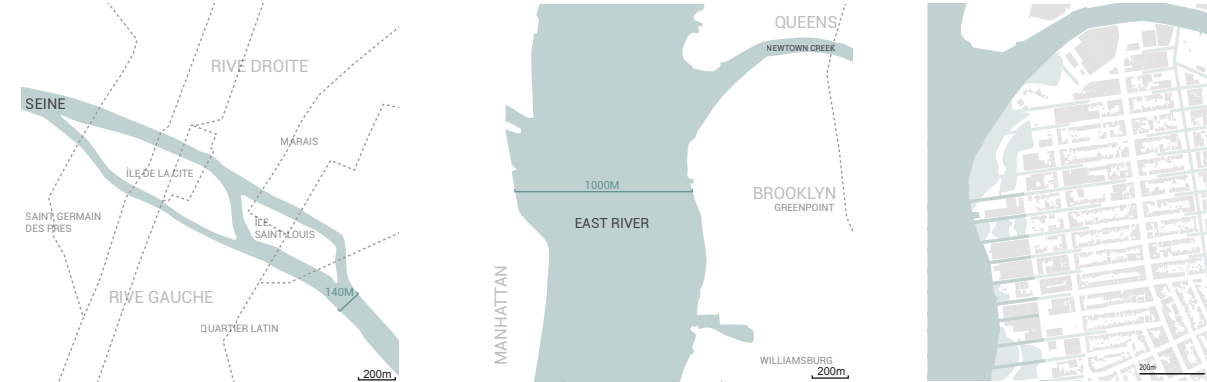 RIVE DROITE
SEINE
MARAIS
ÎLE DE LA CITE
SAINT GERMAIN
DES PRES
ÎLE
SAINT-LOUIS
140M
RIVE GAUCHE
QUARTIER LATIN
200m
QUEENS
NEWTOWN CREEK
1000M
BROOKLYN
GREENPOINT
EAST RIVER
MANHATTAN
WILLIAMSBURG
200m
200m